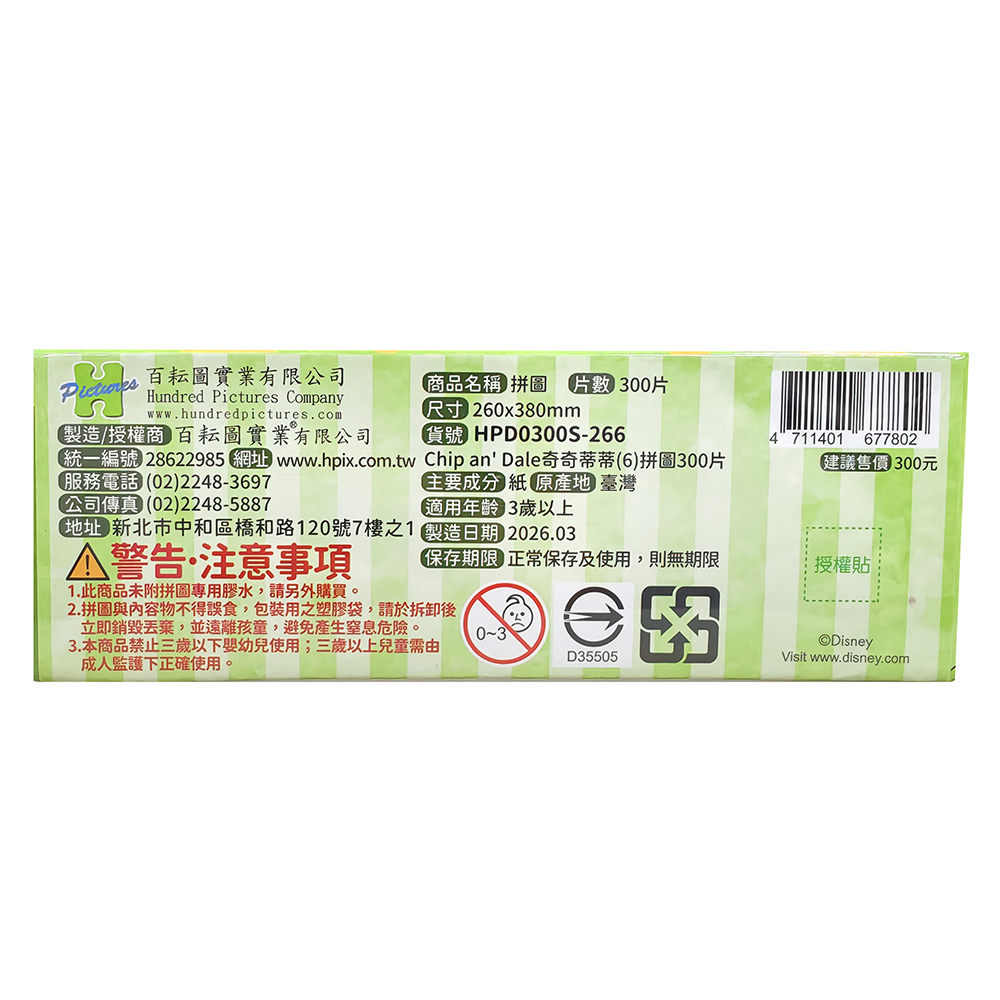 Pictures
百耘圖實業有限公司
Hundred Pictures Company
www.hundredpictures.com
製造/授權商 百耘圖實業®有限公司
統一編號 28622985 網址 www.hpix.com.tw
服務電話 (02)2248-3697
公司傳真 (02)2248-5887
地址 新北市中和區橋和路120號7樓之1
警告·注意事項
1.此商品未附拼圖專用膠水，請另外購買。
2.拼圖與內容物不得誤食，包裝用之塑膠袋，請於拆卸後
立即銷毀丟棄，並遠離孩童，避免產生窒息危險。
3.本商品禁止三歲以下嬰幼兒使用；三歲以上兒童需由
成人監護下正確使用。
商品名稱 拼圖 片數 300片
尺寸 260x380mm
貨號 HPD0300S-266
Chip an' Dale奇奇蒂蒂(6)拼圖300片
主要成分 紙 原產地 臺灣
適用年齡 3歲以上
製造日期 2026.03
保存期限 正常保存及使用，則無期限
0~3
D35505
4 711401 677802
建議售價 300元
授權貼
©Disney
Visit www.disney.com